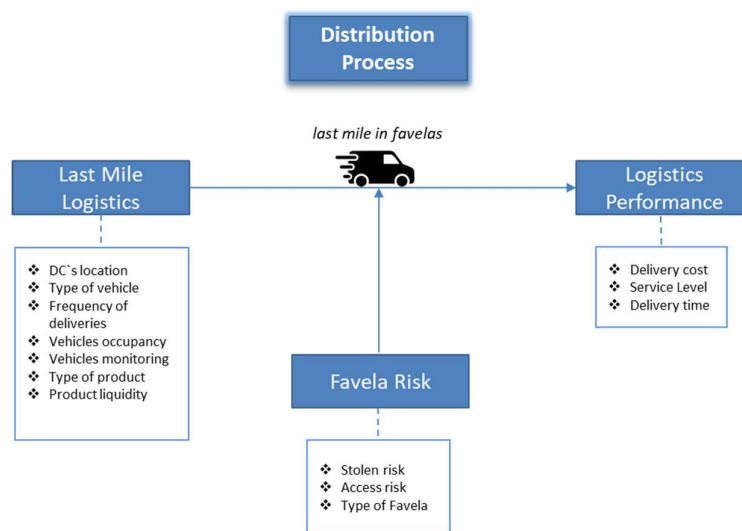 Distribution
Process
last mile in favelas
Last Mile
Logistics
Logistics
Performance
❖ DC`s location
❖ Type of vehicle
❖ Frequency of
deliveries
❖ Vehicles occupancy
❖ Vehicles monitoring
❖ Type of product
❖ Product liquidity
❖ Delivery cost
❖ Service Level
❖ Delivery time
Favela Risk
❖ Stolen risk
❖ Access risk
❖ Type of Favela